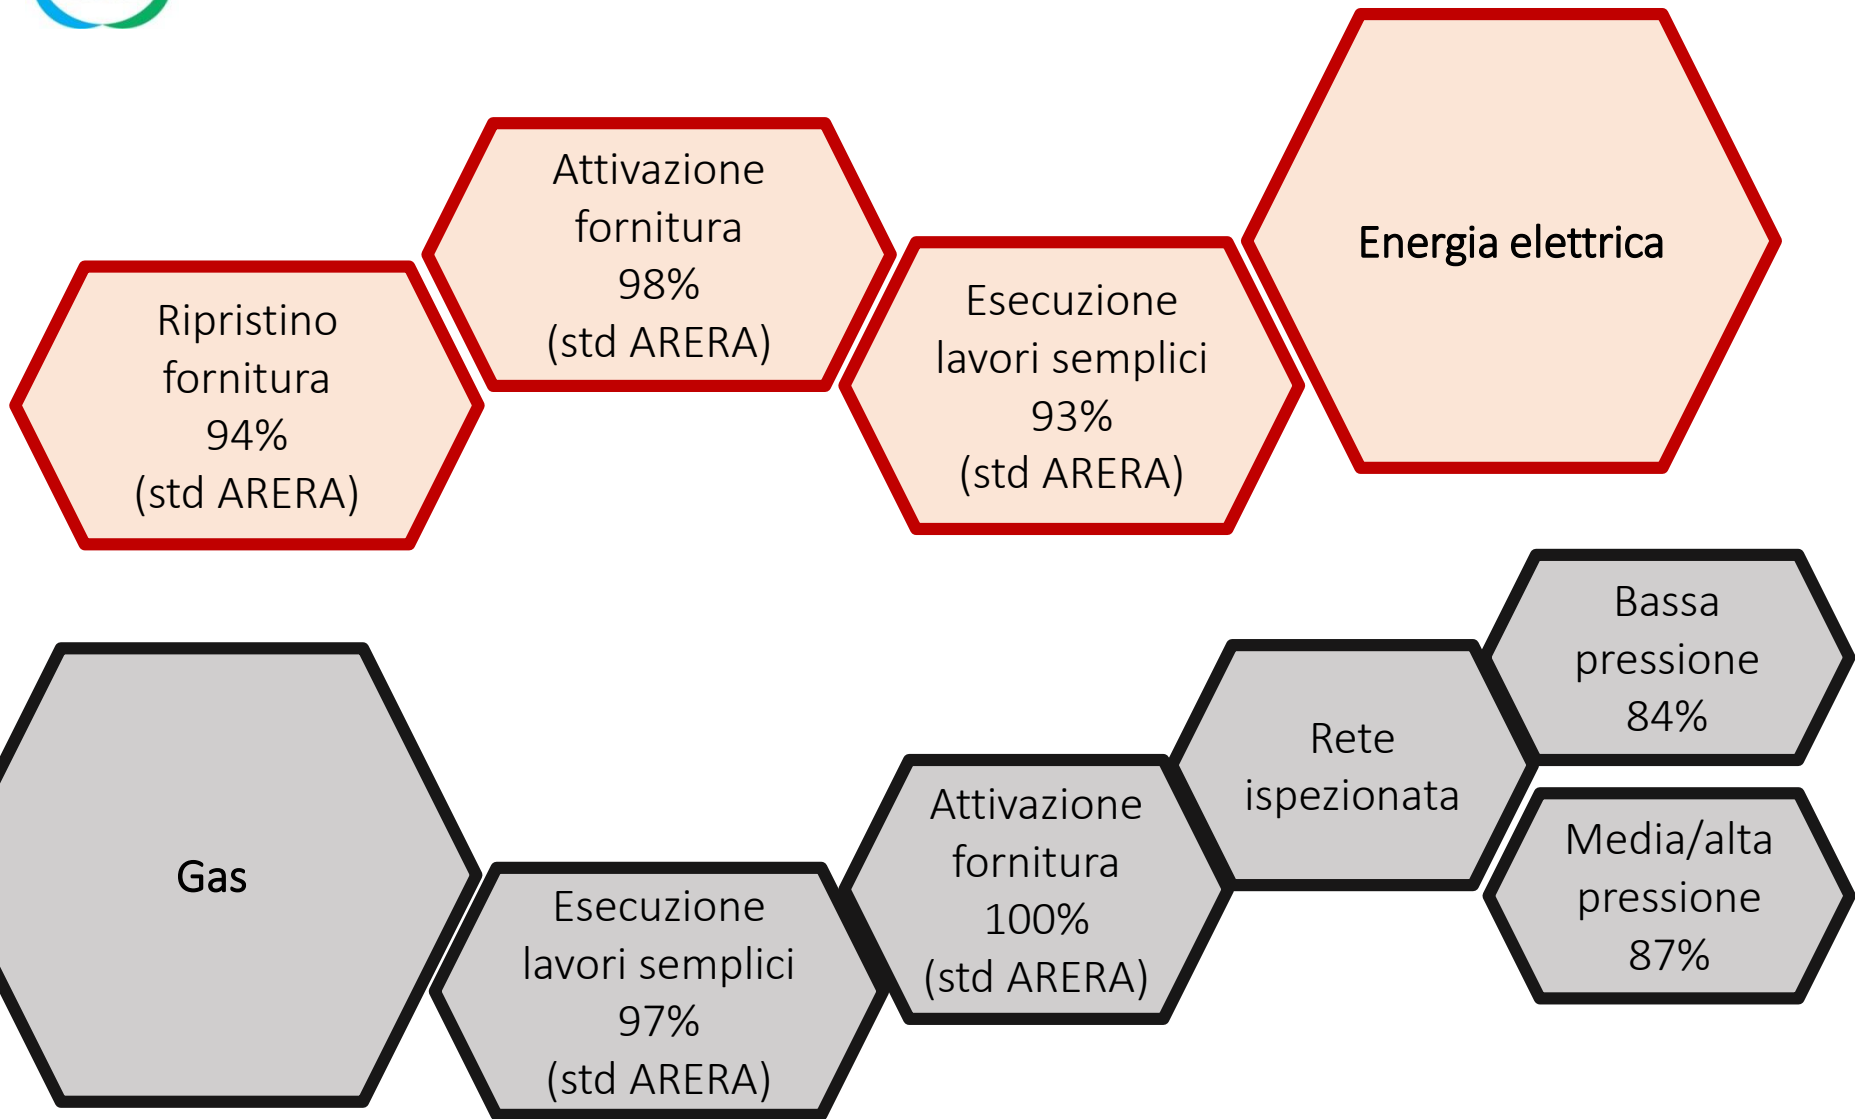 Energia elettrica
Attivazione
fornitura
98%
(std ARERA)
Ripristino
fornitura
94%
(std ARERA)
Esecuzione
lavori semplici
93%
(std ARERA)
Gas
Esecuzione
lavori semplici
97%
(std ARERA)
Attivazione
fornitura
100%
(std ARERA)
Rete
ispezionata
Bassa
pressione
84%
Media/alta
pressione
87%